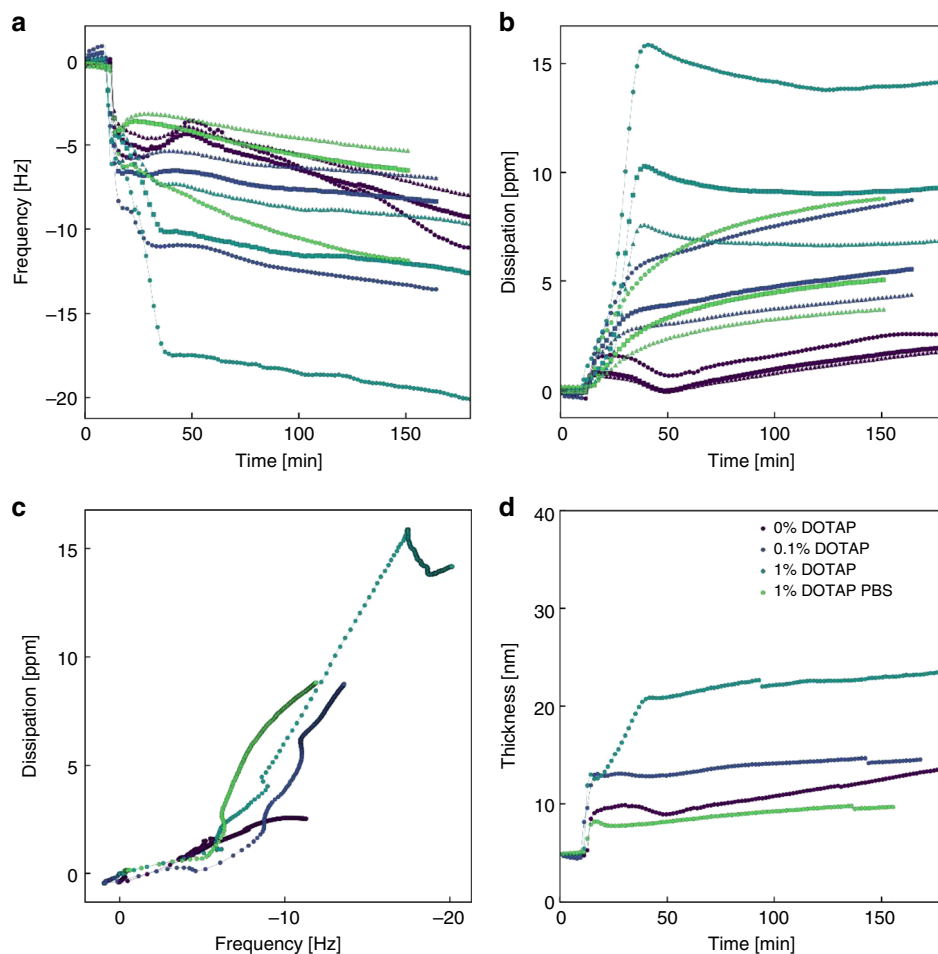 a
0
−5
−10
−15
−20
Frequency [Hz]
0
50
100
150
Time [min]
b
15
10
5
0
Dissipation [ppm]
0
50
100
150
Time [min]
c
15
10
5
0
Dissipation [ppm]
0
−10
−20
Frequency [Hz]
d
40
30
20
10
0
Thickness [nm]
0% DOTAP
0.1% DOTAP
1% DOTAP
1% DOTAP PBS
0
50
100
150
Time [min]